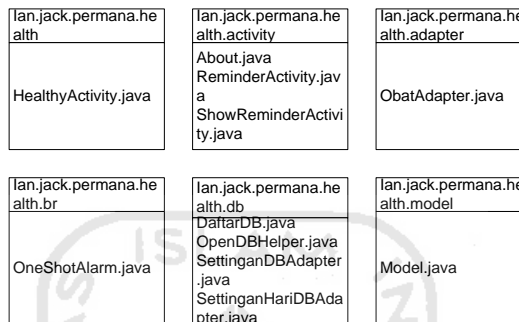 Ian.jack.permana.he
alth
HealthyActivity.java
Ian.jack.permana.he
alth.activity
About.java
ReminderActivity.jav
a
ShowReminderActivi
ty.java
Ian.jack.permana.he
alth.adapter
ObatAdapter.java
Ian.jack.permana.he
alth.br
OneShotAlarm.java
Ian.jack.permana.he
alth.db
DaftarDB.java
OpenDBHelper.java
SettinganDBAdapter
.java
SettinganHariDBAda
pter.java
Ian.jack.permana.he
alth.model
Model.java
ISLAM